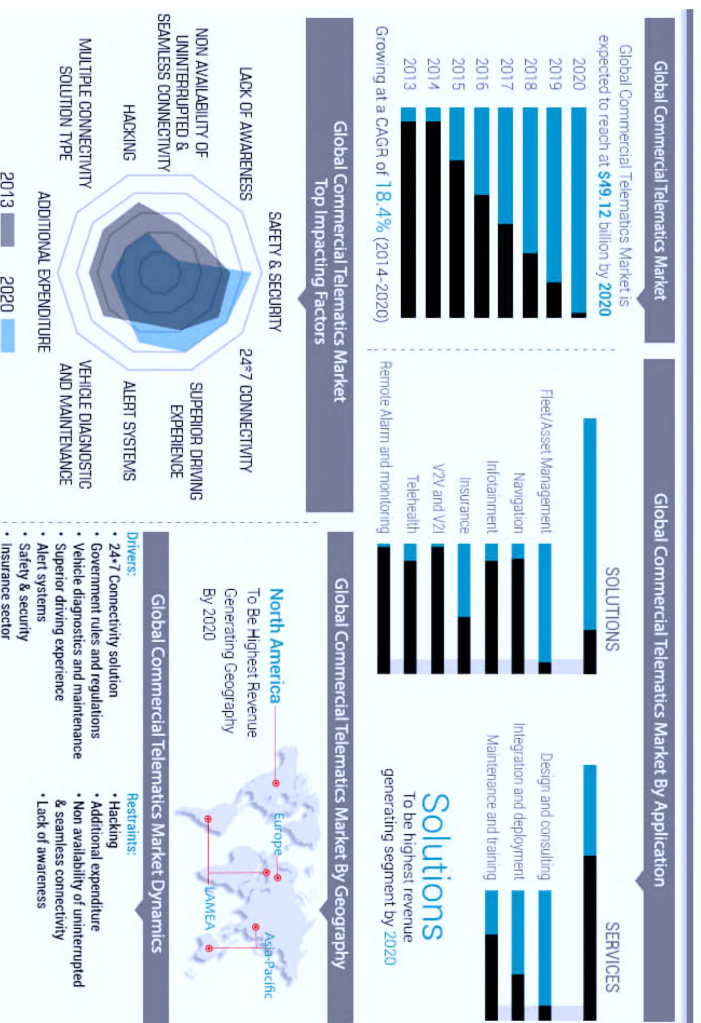 Global Commercial Telematics Market
Global Commercial Telematics Market is
expected to reach at $49.12 billion by 2020
2020
2019
2018
2017
2016
2015
2014
2013
Growing at a CAGR of 18.4% (2014-2020)
Global Commercial Telematics Market By Application
SOLUTIONS
Fleet/Asset Management
Navigation
Infotainment
Insurance
V2V and V2I
Telehealth
Remote Alarm and monitoring
SERVICES
Design and consulting
Integration and deployment
Maintenance and training
Solutions
To be highest revenue
generating segment by 2020
Global Commercial Telematics Market
Top Impacting Factors
SAFETY & SECURITY
LACK OF AWARENESS
24*7 CONNECTIVITY
NON AVAILABILITY OF
UNINTERRUPTED &
SEAMLESS CONNECTIVITY
SUPERIOR DRIVING
EXPERIENCE
HACKING
ALERT SYSTEMS
MULTIPLE CONNECTIVITY
SOLUTION TYPE
VEHICLE DIAGNOSTIC
AND MAINTENANCE
ADDITIONAL EXPENDITURE
2013
2020
Global Commercial Telematics Market By Geography
North America
To Be Highest Revenue
Generating Geography
By 2020
Europe
Asia-Pacific
LAMEA
Global Commercial Telematics Market Dynamics
Drivers:
• 24*7 Connectivity solution
• Government rules and regulations
• Vehicle diagnostics and maintenance
• Superior driving experience
• Alert systems
• Safety & security
• Insurance sector
Restraints:
• Hacking
• Additional expenditure
• Non availability of uninterrupted
& seamless connectivity
• Lack of awareness